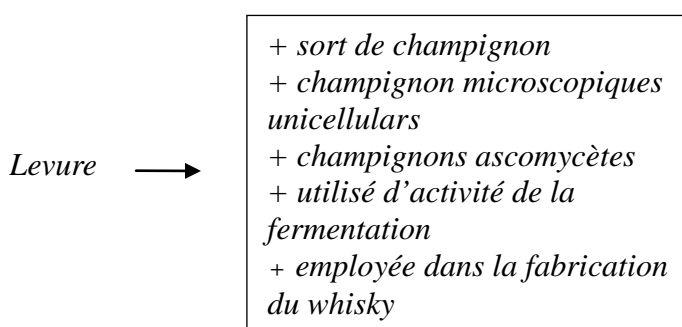 Levure
+ sort de champignon
+ champignon microscopiques
unicellulars
+ champignons ascomycètes
+ utilisé d’activité de la
fermentation
+ employée dans la fabrication
du whisky